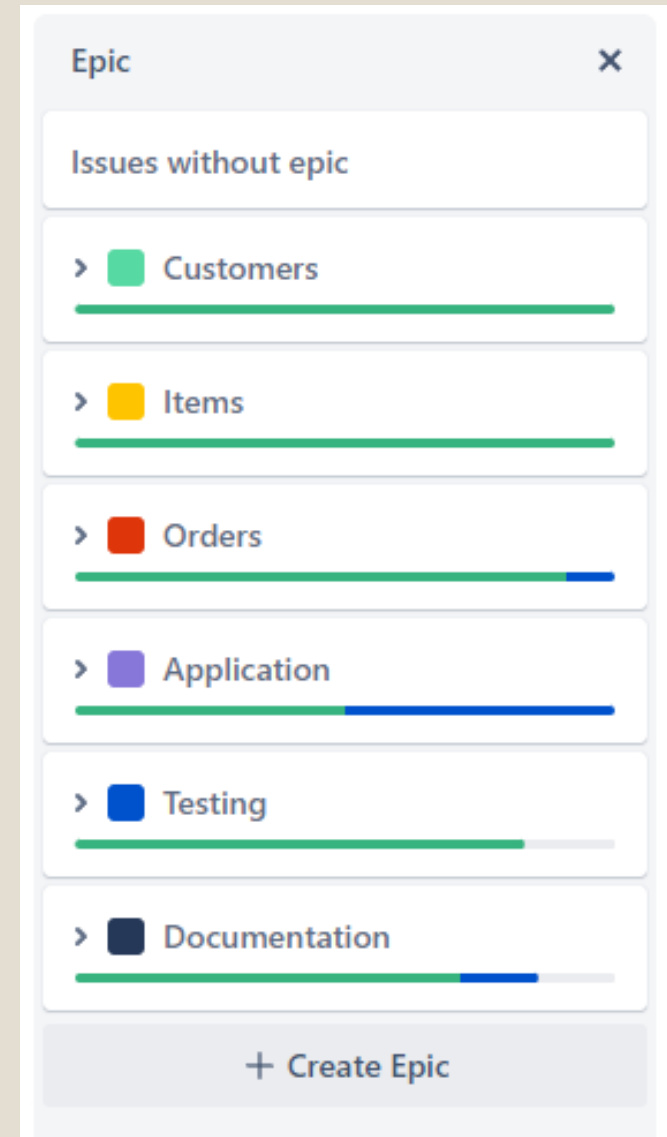 Epic
Issues without epic
Customers
Items
Orders
Application
Testing
Documentation
+ Create Epic